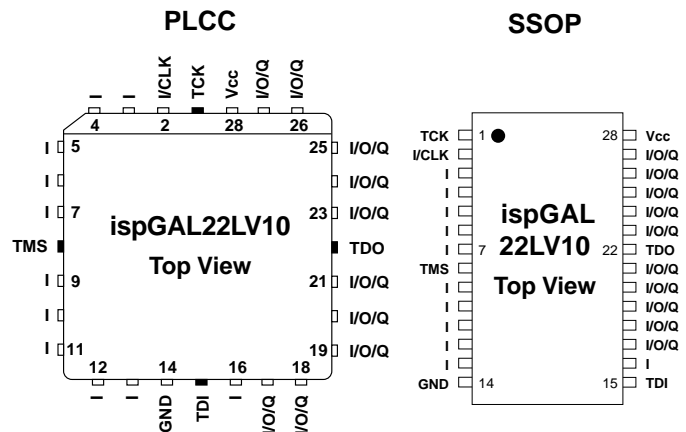 PLCC
I I I/CLK TCK Vcc I/O/Q I/O/Q
4 2 28 26
I 5 25 I/O/Q
I I/O/Q
I 7 23 I/O/Q
ispGAL22LV10
TMS TDO
Top View
I 9 21 I/O/Q
I I/O/Q
I 11 19 I/O/Q
12 14 16 18
I I GND TDI I I/O/Q I/O/Q
SSOP
TCK 1 28 Vcc
I/CLK I/O/Q
I I/O/Q
I I/O/Q
I I/O/Q
ispGAL
I I/O/Q
22LV10
I 7 22 TDO
TMS I/O/Q
Top View
I I/O/Q
I I/O/Q
I I/O/Q
I I/O/Q
I I
GND 14 15 TDI